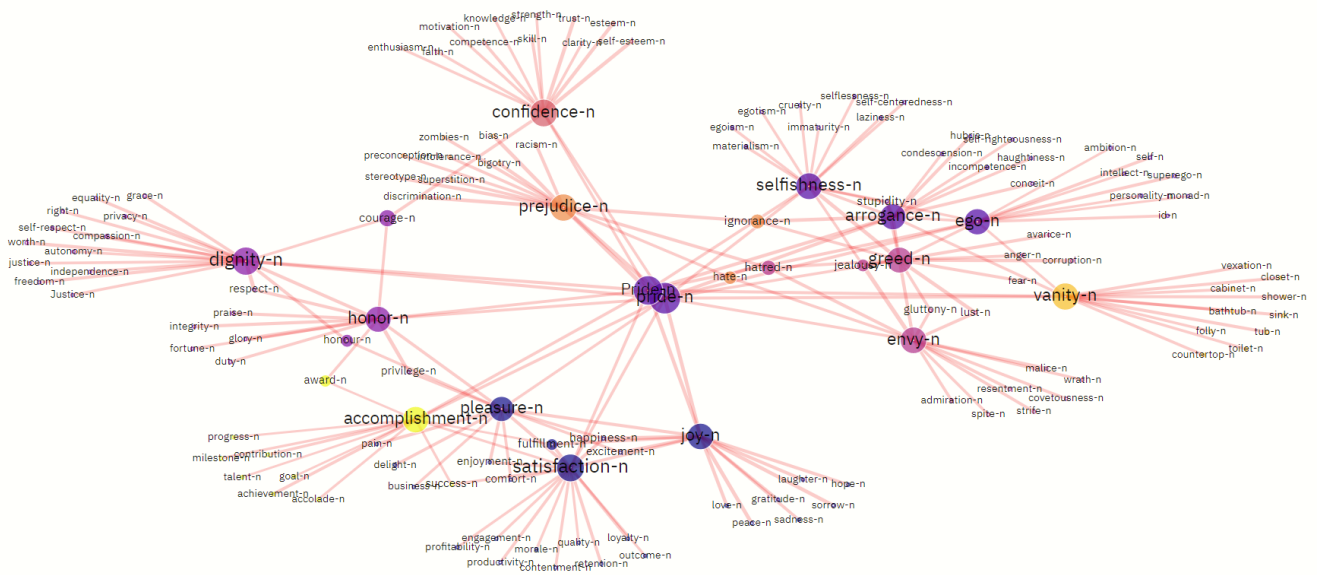 strength-n
knowledge-n
trust-n
motivation-n
esteem-n
enthusiasm-n
competence-n
skill-n
clarity-n
self-esteem-n
faith-n
confidence-n
zombies-n
bias-n
racism-n
preconception-n
intolerance-n
bigotry-n
stereotype-n
superstition-n
discrimination-n
prejudice-n
courage-n
selflessness-n
egotism-n
cruelty-n
self-centeredness-n
egoism-n
immaturity-n
laziness-n
materialism-n
selfishness-n
hubris-n
self-righteousness-n
condescension-n
haughtiness-n
incompetence-n
conceit-n
stupidity-n
arrogance-n
ambition-n
self-n
intellect-n
superego-n
personality-n
monad-n
id-n
ego-n
ignorance-n
avarice-n
anger-n
corruption-n
hatred-n
jealousy-n
greed-n
hate-n
fear-n
equality-n
grace-n
right-n
privacy-n
self-respect-n
compassion-n
worth-n
autonomy-n
justice-n
independence-n
freedom-n
Justice-n
dignity-n
respect-n
Pride-n
pride-n
vanity-n
vexation-n
closet-n
cabinet-n
shower-n
bathtub-n
sink-n
folly-n
tub-n
toilet-n
countertop-n
gluttony-n
lust-n
praise-n
integrity-n
honor-n
glory-n
honour-n
fortune-n
duty-n
envy-n
malice-n
wrath-n
resentment-n
covetousness-n
admiration-n
spite-n
strife-n
award-n
privilege-n
pleasure-n
accomplishment-n
progress-n
pain-n
fulfillment-n
happiness-n
joy-n
milestone-n
contribution-n
excitement-n
delight-n
enjoyment-n
satisfaction-n
talent-n
goal-n
business-n
success-n
comfort-n
achievement-n
accolade-n
laughter-n
hope-n
love-n
gratitude-n
sorrow-n
peace-n
sadness-n
engagement-n
loyalty-n
profitability-n
morale-n
quality-n
outcome-n
productivity-n
contentment-n
retention-n